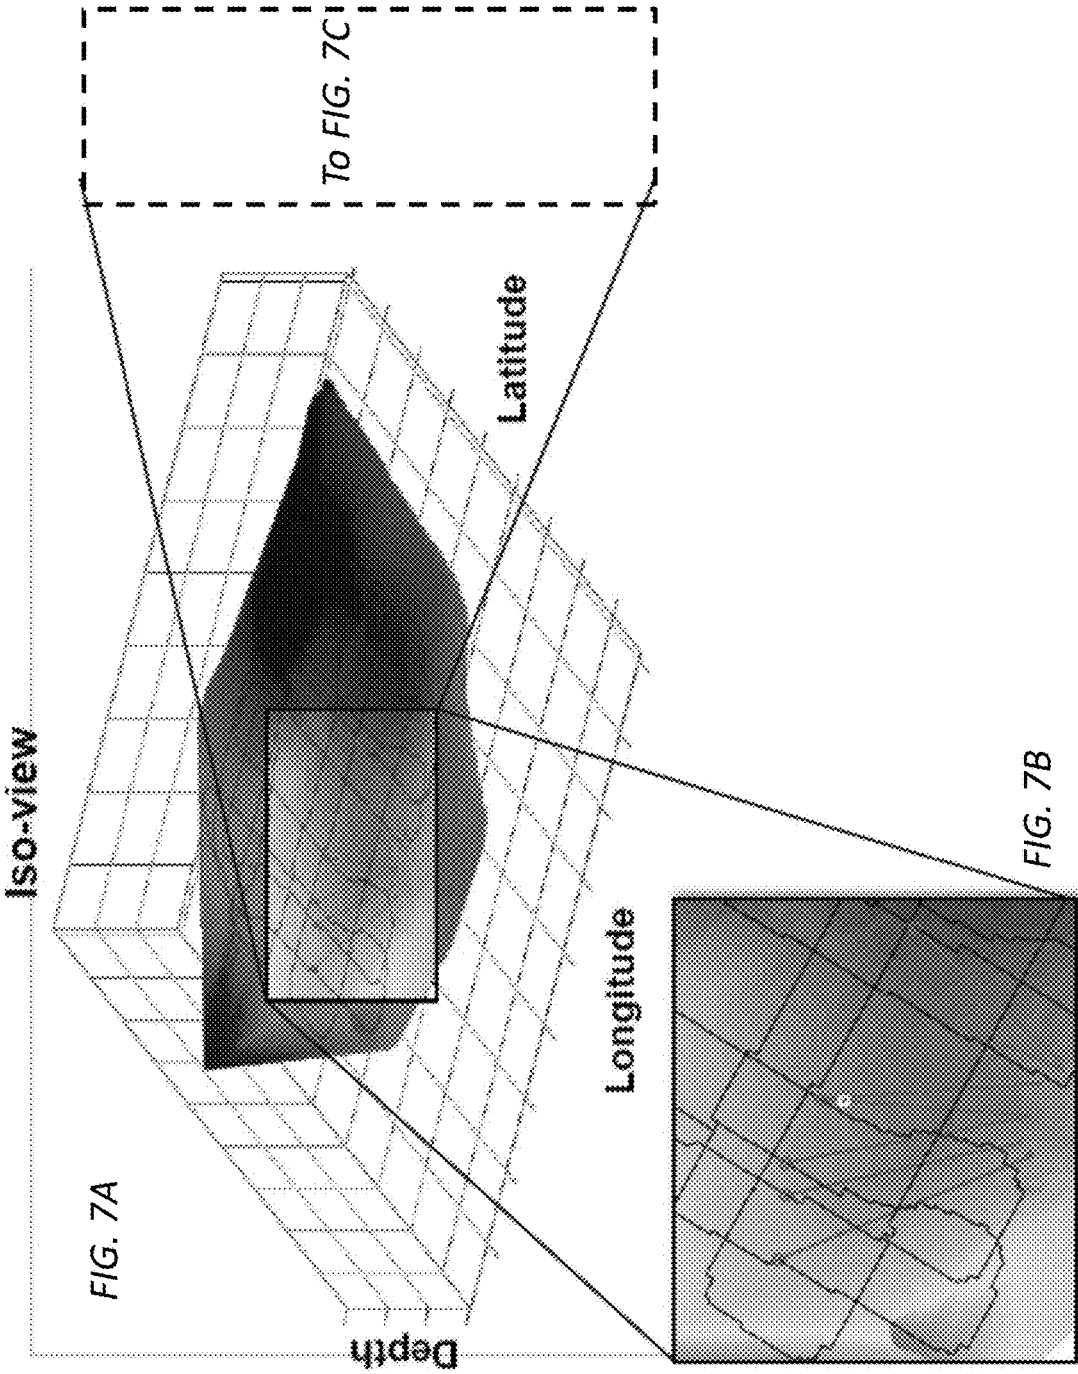 Iso-view
FIG. 7A
To FIG. 7C
Depth
Latitude
Longitude
FIG. 7B